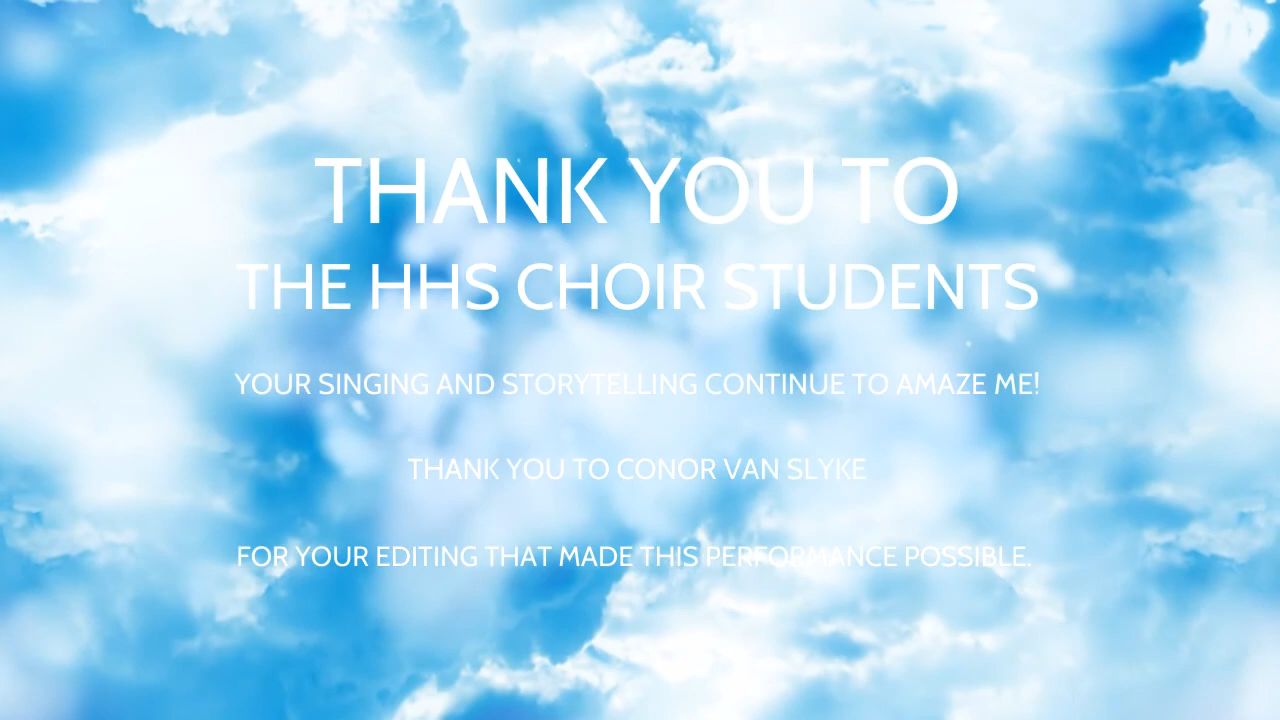 THANK YOU TO
THE HHS CHOIR STUDENTS
YOUR SINGING AND STORYTELLING CONTINUE TO AMAZE ME!
THANK YOU TO CONOR VAN SLYKE
FOR YOUR EDITING THAT MADE THIS PERFORMANCE POSSIBLE.